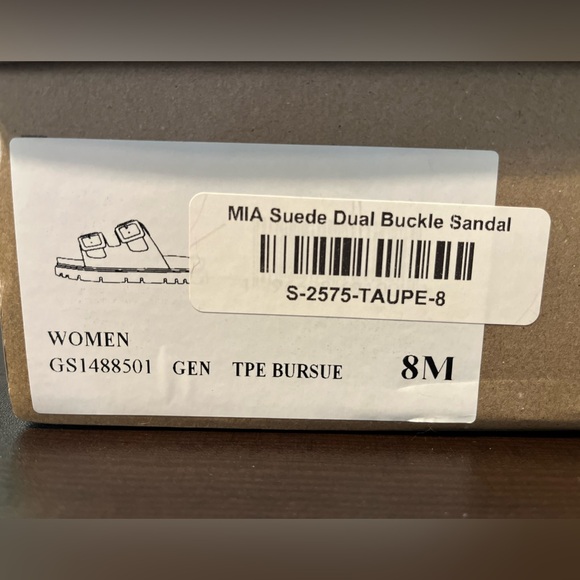 MIA Suede Dual Buckle Sandal
S-2575-TAUPE-8
WOMEN
GS1488501 GEN TPE BURSUE 8M